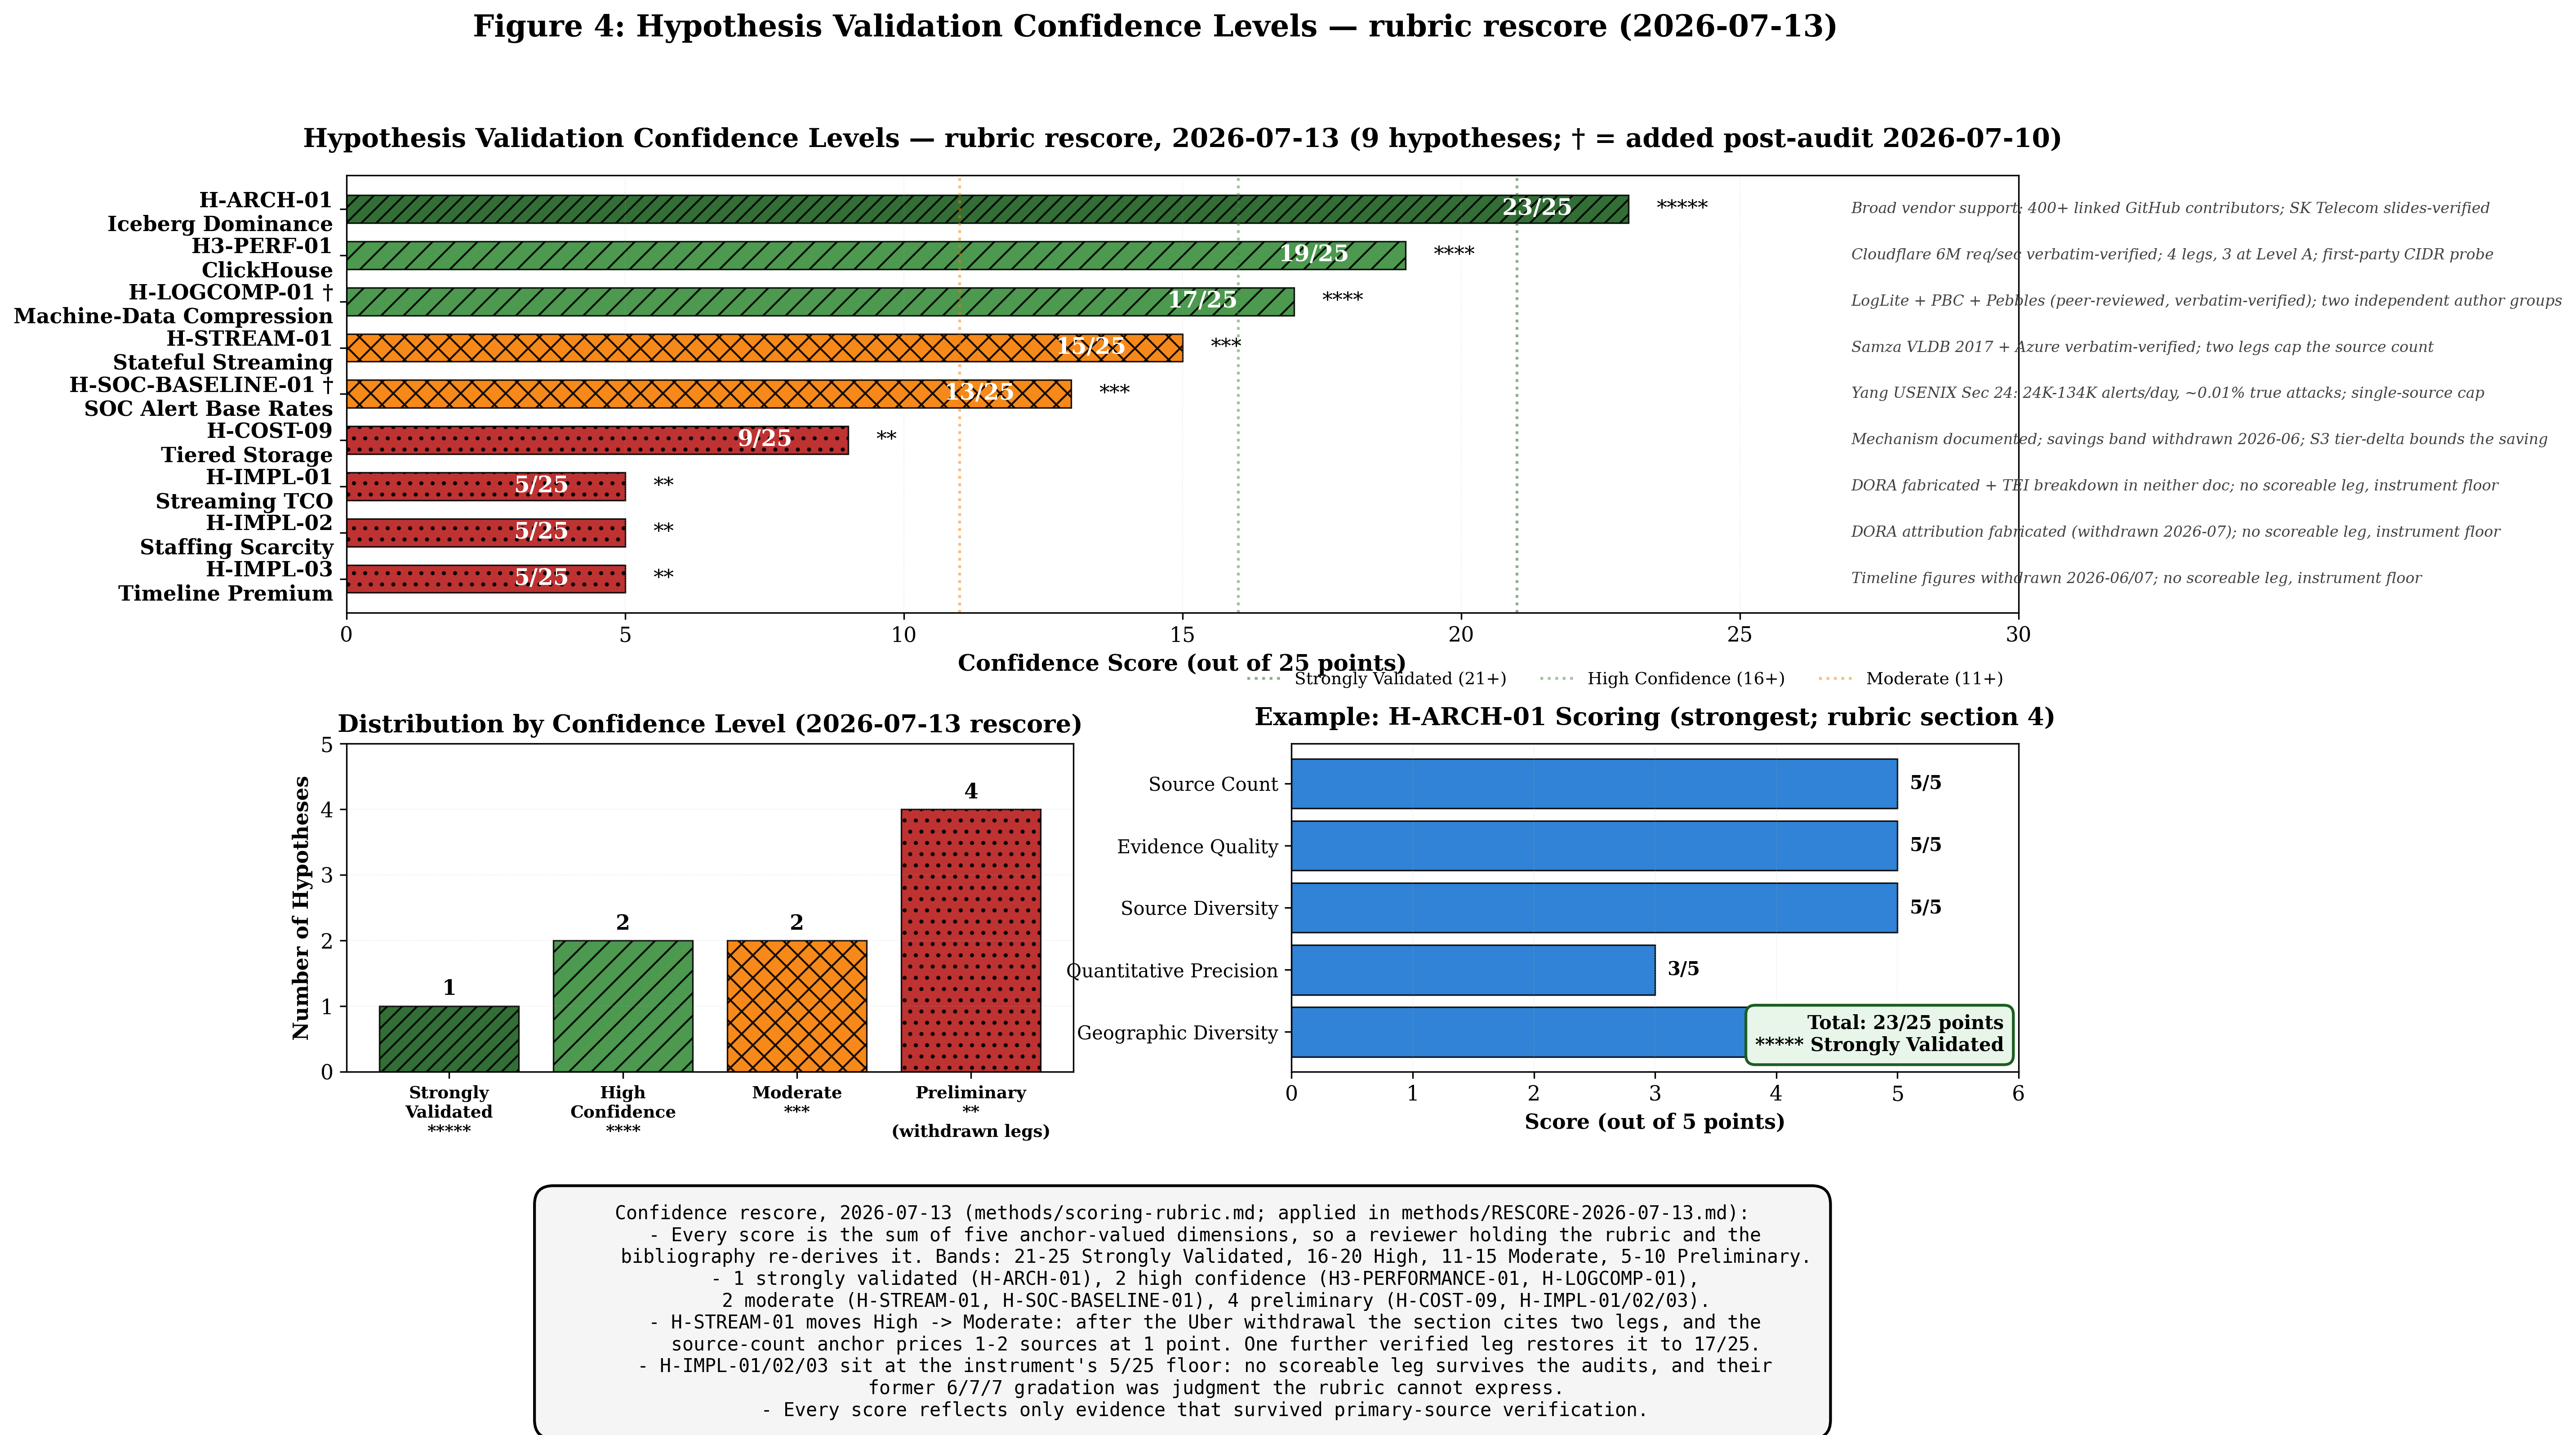 Figure 4: Hypothesis Validation Confidence Levels — rubric rescore (2026-07-13)
Hypothesis Validation Confidence Levels — rubric rescore, 2026-07-13 (9 hypotheses; † = added post-audit 2026-07-10)
H-ARCH-01
Iceberg Dominance
23/25
*****
Broad vendor support; 400+ linked GitHub contributors; SK Telecom slides-verified
H3-PERF-01
ClickHouse
19/25
****
Cloudflare 6M req/sec verbatim-verified; 4 legs, 3 at Level A; first-party CIDR probe
H-LOGCOMP-01 †
Machine-Data Compression
17/25
****
LogLite + PBC + Pebbles (peer-reviewed, verbatim-verified); two independent author groups
H-STREAM-01
Stateful Streaming
15/25
***
Samza VLDB 2017 + Azure verbatim-verified; two legs cap the source count
H-SOC-BASELINE-01 †
SOC Alert Base Rates
13/25
***
Yang USENIX Sec 24: 24K-134K alerts/day, ~0.01% true attacks; single-source cap
H-COST-09
Tiered Storage
9/25
**
Mechanism documented; savings band withdrawn 2026-06; S3 tier-delta bounds the saving
H-IMPL-01
Streaming TCO
5/25
**
DORA fabricated + TEI breakdown in neither doc; no scoreable leg, instrument floor
H-IMPL-02
Staffing Scarcity
5/25
**
DORA attribution fabricated (withdrawn 2026-07); no scoreable leg, instrument floor
H-IMPL-03
Timeline Premium
5/25
**
Timeline figures withdrawn 2026-06/07; no scoreable leg, instrument floor
0 5 10 15 20 25 30
Confidence Score (out of 25 points)
Strongly Validated (21+) High Confidence (16+) Moderate (11+)
Distribution by Confidence Level (2026-07-13 rescore)
Number of Hypotheses
5
4
3
2
1
0
1
2
2
4
Strongly
Validated
*****
High
Confidence
****
Moderate
***
Preliminary
**
(withdrawn legs)
Example: H-ARCH-01 Scoring (strongest; rubric section 4)
Source Count
5/5
Evidence Quality
5/5
Source Diversity
5/5
Quantitative Precision
3/5
Geographic Diversity
Total: 23/25 points
***** Strongly Validated
0 1 2 3 4 5 6
Score (out of 5 points)
Confidence rescore, 2026-07-13 (methods/scoring-rubric.md; applied in methods/RESCORE-2026-07-13.md):
- Every score is the sum of five anchor-valued dimensions, so a reviewer holding the rubric and the
bibliography re-derives it. Bands: 21-25 Strongly Validated, 16-20 High, 11-15 Moderate, 5-10 Preliminary.
- 1 strongly validated (H-ARCH-01), 2 high confidence (H3-PERFORMANCE-01, H-LOGCOMP-01),
2 moderate (H-STREAM-01, H-SOC-BASELINE-01), 4 preliminary (H-COST-09, H-IMPL-01/02/03).
- H-STREAM-01 moves High -> Moderate: after the Uber withdrawal the section cites two legs, and the
source-count anchor prices 1-2 sources at 1 point. One further verified leg restores it to 17/25.
- H-IMPL-01/02/03 sit at the instrument's 5/25 floor: no scoreable leg survives the audits, and their
former 6/7/7 gradation was judgment the rubric cannot express.
- Every score reflects only evidence that survived primary-source verification.